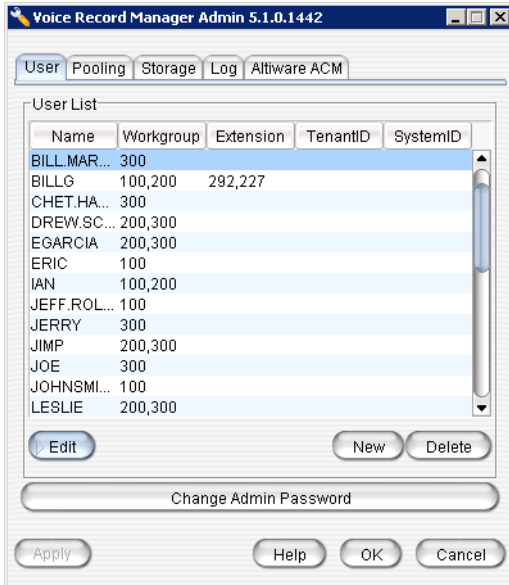 Voice Record Manager Admin 5.1.0.1442
User Pooling Storage Log Altiware ACM
User List
Name Workgroup Extension TenantID SystemID
BILL.MAR... 300
BILLG 100,200 292,227
CHET.HA... 300
DREW.SC... 200,300
EGARCIA 200,300
ERIC 100
IAN 100,200
JEFF.ROL... 100
JERRY 300
JIMP 200,300
JOE 300
JOHNSMI... 100
LESLIE 200,300
Edit New Delete
Change Admin Password
Apply Help OK Cancel